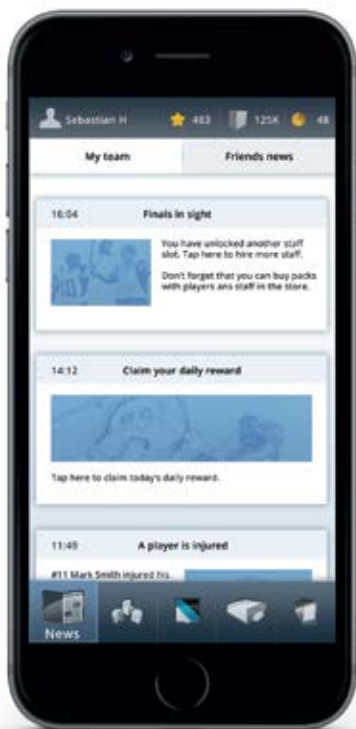 Sebastian H 483 125K 48
My team Friends news
16:04 Finals in sight
You have unlocked another staff
slot. Tap here to hire more staff.
Don't forget that you can buy packs
with players ans staff in the store.
14:12 Claim your daily reward
Tap here to claim today's daily reward.
11:49 A player is injured
#11 Mark Smith injured his
News